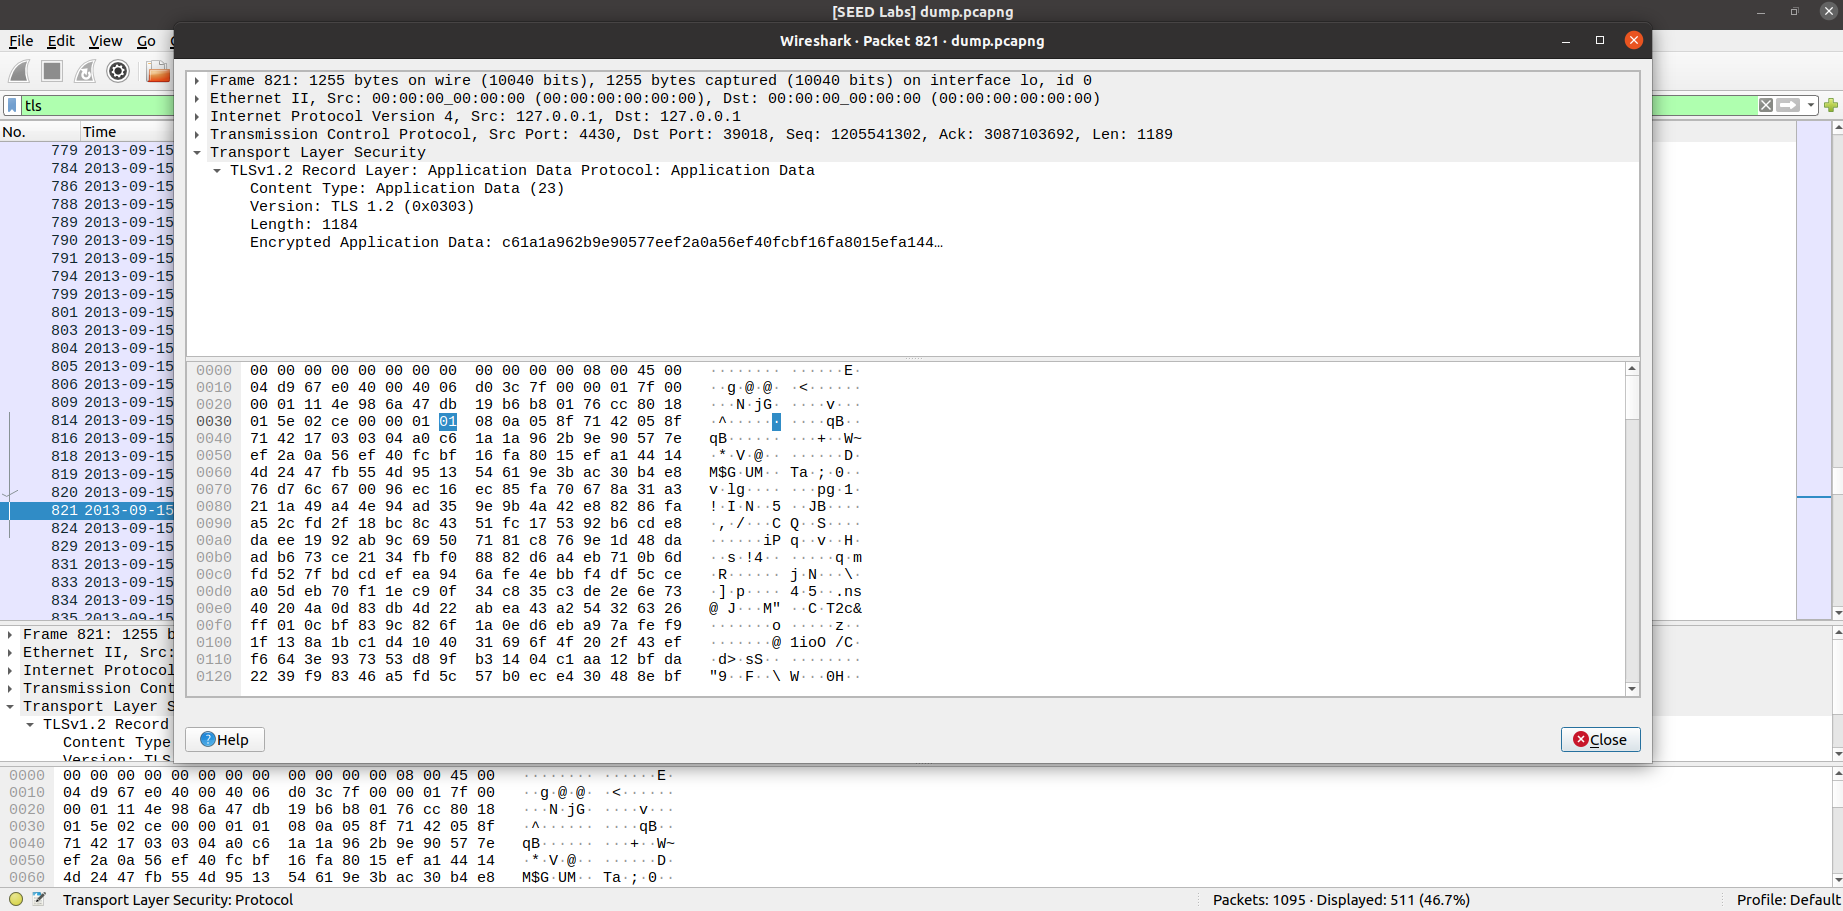 [SEED Labs] dump.pcapng
File Edit View Go
Wireshark · Packet 821 · dump.pcapng
tls
No. Time
779 2013-09-15
784 2013-09-15
786 2013-09-15
788 2013-09-15
789 2013-09-15
790 2013-09-15
791 2013-09-15
794 2013-09-15
799 2013-09-15
801 2013-09-15
803 2013-09-15
804 2013-09-15
805 2013-09-15
806 2013-09-15
809 2013-09-15
814 2013-09-15
816 2013-09-15
818 2013-09-15
819 2013-09-15
820 2013-09-15
821 2013-09-15
824 2013-09-15
829 2013-09-15
831 2013-09-15
833 2013-09-15
834 2013-09-15
835 2013-09-15
Frame 821: 1255 bytes on wire (10040 bits), 1255 bytes captured (10040 bits) on interface lo, id 0
Ethernet II, Src: 00:00:00_00:00:00 (00:00:00:00:00:00), Dst: 00:00:00_00:00:00 (00:00:00:00:00:00)
Internet Protocol Version 4, Src: 127.0.0.1, Dst: 127.0.0.1
Transmission Control Protocol, Src Port: 4430, Dst Port: 39018, Seq: 1205541302, Ack: 3087103692, Len: 1189
Transport Layer Security
TLSv1.2 Record Layer: Application Data Protocol: Application Data
Content Type: Application Data (23)
Version: TLS 1.2 (0x0303)
Length: 1184
Encrypted Application Data: c61a1a962b9e90577eef2a0a56ef40fcbf16fa8015efa144…
0000 00 00 00 00 00 00 00 00 00 00 00 00 08 00 45 00 ········ ······E·
0010 04 d9 67 e0 40 00 40 06 d0 3c 7f 00 00 01 7f 00 ··g·@·@· ·<······
0020 00 01 11 4e 98 6a 47 db 19 b6 b8 01 76 cc 80 18 ···N·jG· ····v···
0030 01 5e 02 ce 00 00 01 01 08 0a 05 8f 71 42 05 8f ·^······ ····qB··
0040 71 42 17 03 03 04 a0 c6 1a 1a 96 2b 9e 90 57 7e qB······ ···+··W~
0050 ef 2a 0a 56 ef 40 fc bf 16 fa 80 15 ef a1 44 14 ·*·V·@·· ······D·
0060 4d 24 47 fb 55 4d 95 13 54 61 9e 3b ac 30 b4 e8 M$G·UM·· Ta·;·0··
0070 76 d7 6c 67 00 96 ec 16 ec 85 fa 70 67 8a 31 a3 v·lg···· ···pg·1·
0080 21 1a 49 a4 4e 94 ad 35 9e 9b 4a 42 e8 82 86 fa !·I·N··5 ··JB····
0090 a5 2c fd 2f 18 bc 8c 43 51 fc 17 53 92 b6 cd e8 ·,·/···C Q··S····
00a0 da ee 19 92 ab 9c 69 50 71 81 c8 76 9e 1d 48 da ······iP q··v··H·
00b0 ad b6 73 ce 21 34 fb f0 88 82 d6 a4 eb 71 0b 6d ··s·!4·· ·····q·m
00c0 fd 52 7f bd cd ef ea 94 6a fe 4e bb f4 df 5c ce ·R······ j·N···\·
00d0 a0 5d eb 70 f1 1e c9 0f 34 c8 35 c3 de 2e 6e 73 ·]·p···· 4·5··.ns
00e0 40 20 4a 0d 83 db 4d 22 ab ea 43 a2 54 32 63 26 @ J···M" ··C·T2c&
00f0 ff 01 0c bf 83 9c 82 6f 1a 0e d6 eb a9 7a fe f9 ·······o ·····z··
0100 1f 13 8a 1b c1 d4 10 40 31 69 6f 4f 20 2f 43 ef ·······@ 1ioO /C·
0110 f6 64 3e 93 73 53 d8 9f b3 14 04 c1 aa 12 bf da ·d>·sS·· ········
0120 22 39 f9 83 46 a5 fd 5c 57 b0 ec e4 30 48 8e bf "9··F··\ W···0H··
Help Close
Frame 821: 1255 b
Ethernet II, Src:
Internet Protocol
Transmission Cont
Transport Layer S
TLSv1.2 Record
Content Type
Version: TLS
0000 00 00 00 00 00 00 00 00 00 00 00 00 08 00 45 00 ········ ······E·
0010 04 d9 67 e0 40 00 40 06 d0 3c 7f 00 00 01 7f 00 ··g·@·@· ·<······
0020 00 01 11 4e 98 6a 47 db 19 b6 b8 01 76 cc 80 18 ···N·jG· ····v···
0030 01 5e 02 ce 00 00 01 01 08 0a 05 8f 71 42 05 8f ·^······ ····qB··
0040 71 42 17 03 03 04 a0 c6 1a 1a 96 2b 9e 90 57 7e qB······ ···+··W~
0050 ef 2a 0a 56 ef 40 fc bf 16 fa 80 15 ef a1 44 14 ·*·V·@·· ······D·
0060 4d 24 47 fb 55 4d 95 13 54 61 9e 3b ac 30 b4 e8 M$G·UM·· Ta·;·0··
Transport Layer Security: Protocol Packets: 1095 · Displayed: 511 (46.7%) Profile: Default